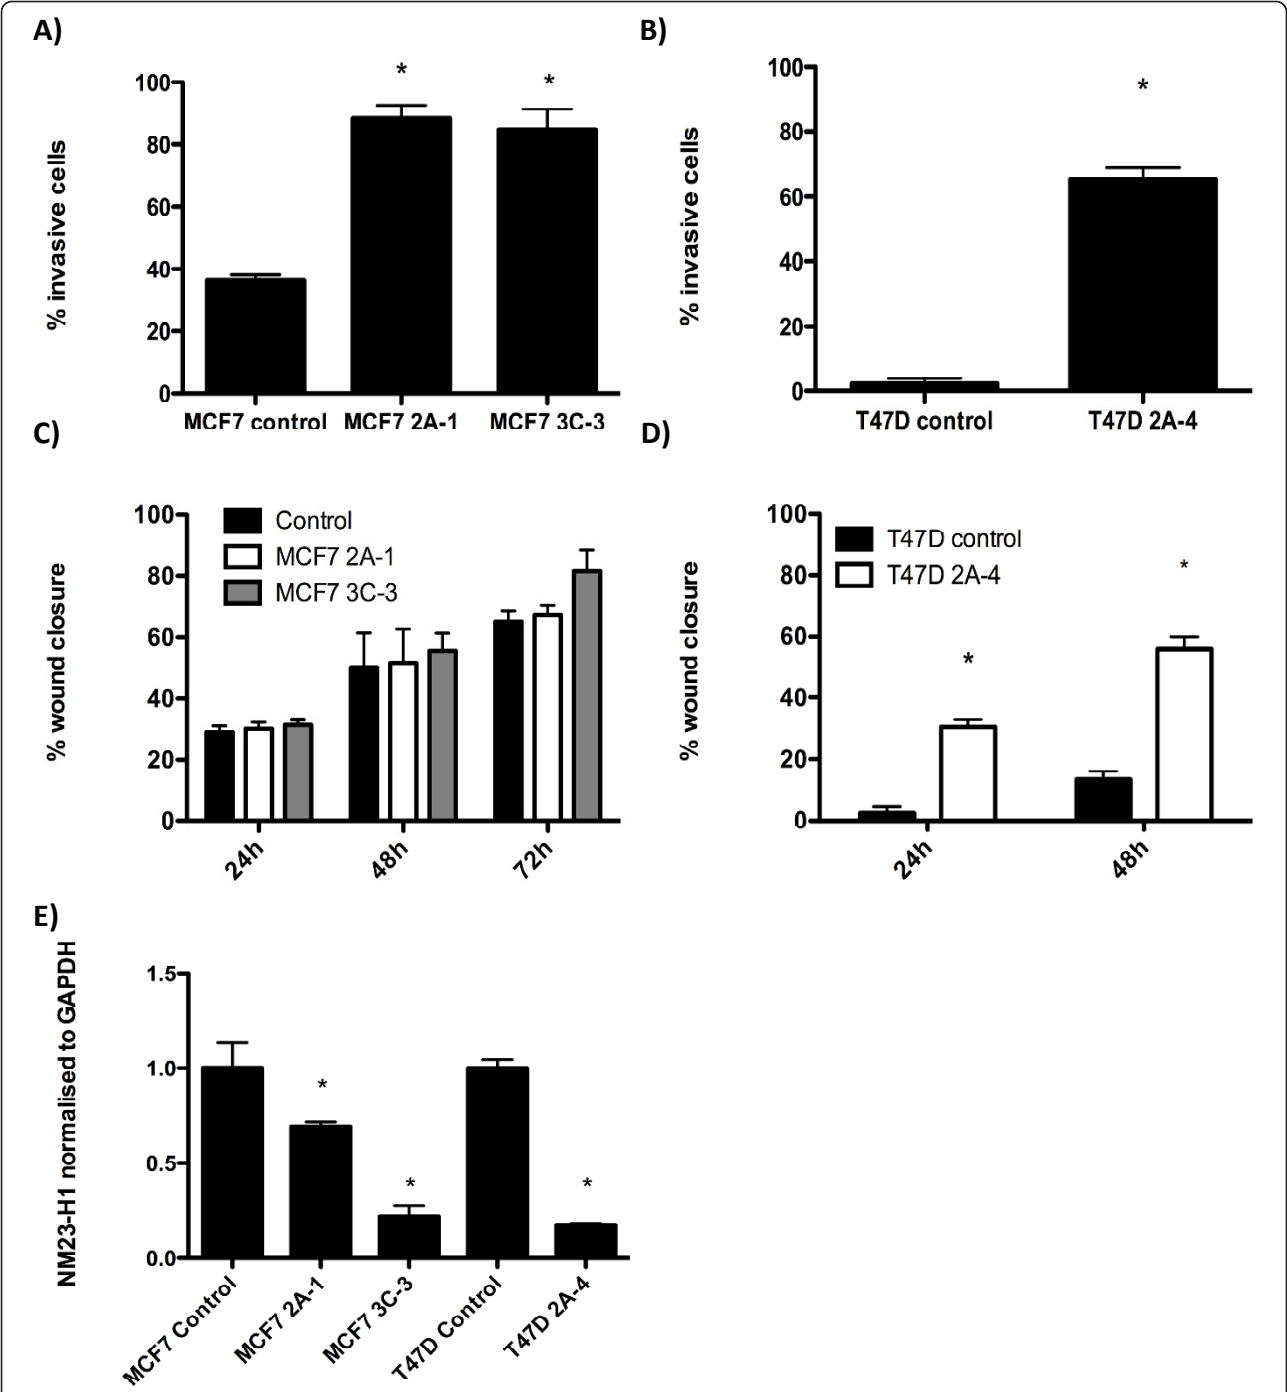 A)
% invasive cells
100
80
60
40
20
0
*
*
MCF7 control
MCF7 2A-1
MCF7 3C-3
B)
% invasive cells
100
80
60
40
20
0
*
T47D control
T47D 2A-4
C)
% wound closure
100
80
60
40
20
0
Control
MCF7 2A-1
MCF7 3C-3
24h
48h
72h
D)
% wound closure
100
80
60
40
20
0
T47D control
T47D 2A-4
*
*
24h
48h
E)
NM23-H1 normalised to GAPDH
1.5
1.0
0.5
0.0
*
*
*
MCF7 Control
MCF7 2A-1
MCF7 3C-3
T47D Control
T47D 2A-4